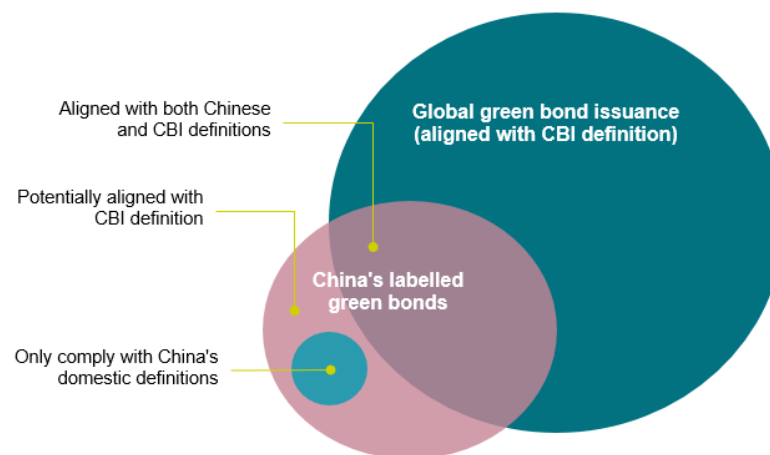 Aligned with both Chinese
and CBI definitions
Global green bond issuance
(aligned with CBI definition)
Potentially aligned with
CBI definition
China's labelled
green bonds
Only comply with China's
domestic definitions